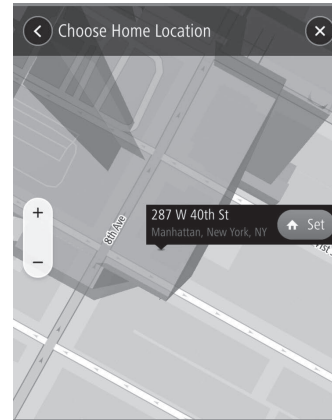 Choose Home Location
287 W 40th St
Manhattan, New York, NY
Set
8th Ave